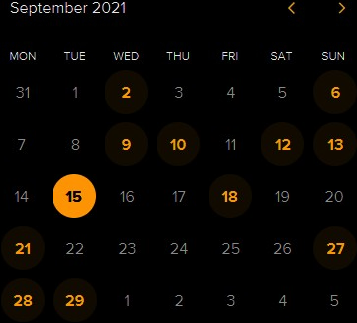 September 2021
MON TUE WED THU FRI SAT SUN
31 1 2 3 4 5 6
7 8 9 10 11 12 13
14 15 16 17 18 19 20
21 22 23 24 25 26 27
28 29 1 2 3 4 5